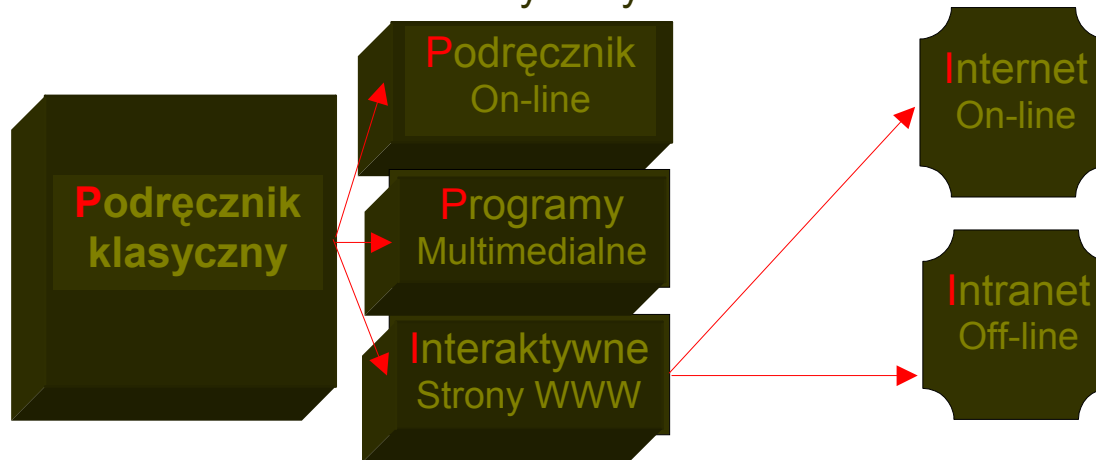 Podręcznik
klasyczny
Podręcznik
On-line
Programy
Multimedialne
Interaktywne
Strony WWW
Internet
On-line
Intranet
Off-line